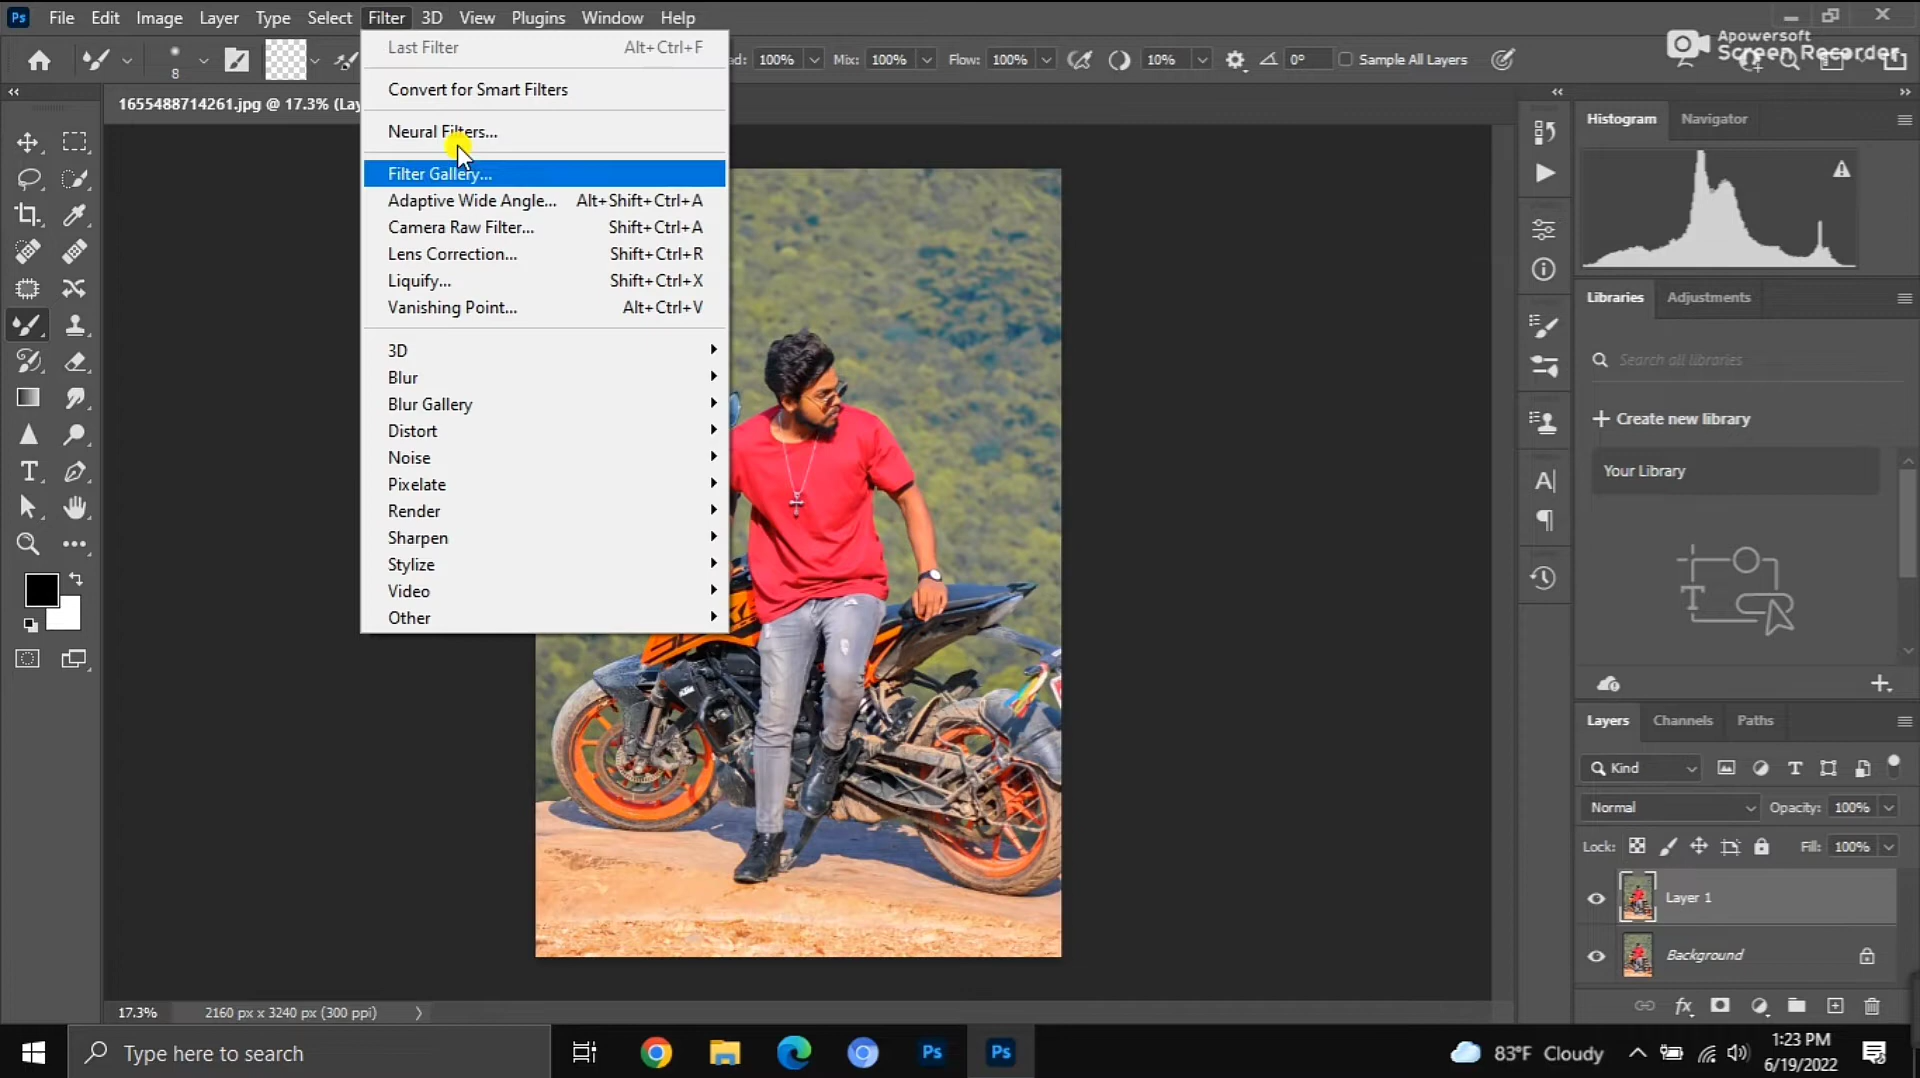 Ps File Edit Image Layer Type Select Filter 3D View Plugins Window Help
Apowersoft
Screen Recorder
8
100% Mix: 100% Flow: 100% 10% 0° Sample All Layers
1655488714261.jpg @ 17.3% (Lay
Last Filter Alt+Ctrl+F
Convert for Smart Filters
Neural Filters...
Filter Gallery...
Adaptive Wide Angle... Alt+Shift+Ctrl+A
Camera Raw Filter... Shift+Ctrl+A
Lens Correction... Shift+Ctrl+R
Liquify... Shift+Ctrl+X
Vanishing Point... Alt+Ctrl+V
3D
Blur
Blur Gallery
Distort
Noise
Pixelate
Render
Sharpen
Stylize
Video
Other
Histogram Navigator
Libraries Adjustments
Search all libraries
+ Create new library
Your Library
Layers Channels Paths
Kind
Normal Opacity: 100%
Lock: Fill: 100%
Layer 1
Background
17.3% 2160 px x 3240 px (300 ppi)
Type here to search
Ps
Ps
83°F Cloudy
1:23 PM
6/19/2022